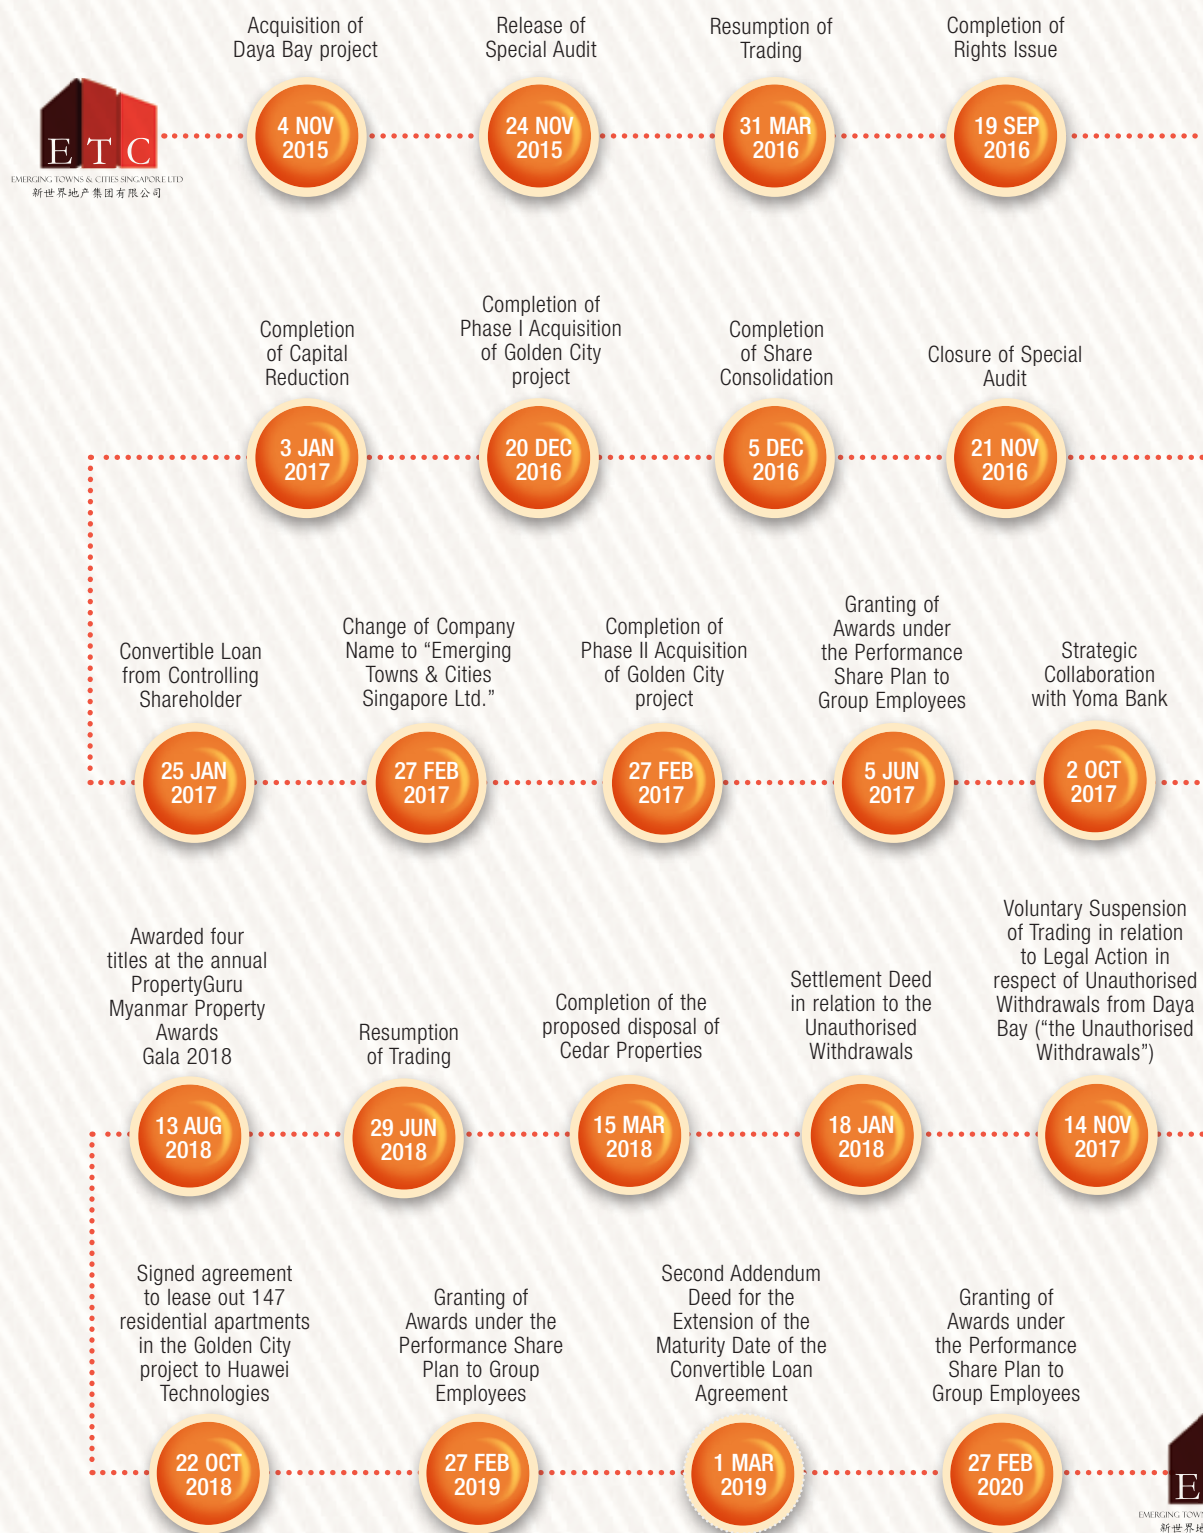 Acquisition of
Daya Bay project
4 NOV
2015
Release of
Special Audit
24 NOV
2015
Resumption of
Trading
31 MAR
2016
Completion of
Rights Issue
19 SEP
2016
E T C
EMERGING TOWNS & CITIES SINGAPORE LTD
新世界地产集团有限公司
Completion
of Capital
Reduction
3 JAN
2017
Completion of
Phase I Acquisition
of Golden City
project
20 DEC
2016
Completion
of Share
Consolidation
5 DEC
2016
Closure of Special
Audit
21 NOV
2016
Convertible Loan
from Controlling
Shareholder
25 JAN
2017
Change of Company
Name to “Emerging
Towns & Cities
Singapore Ltd.”
27 FEB
2017
Completion of
Phase II Acquisition
of Golden City
project
27 FEB
2017
Granting of
Awards under
the Performance
Share Plan to
Group Employees
5 JUN
2017
Strategic
Collaboration
with Yoma Bank
2 OCT
2017
Awarded four
titles at the annual
PropertyGuru
Myanmar Property
Awards
Gala 2018
13 AUG
2018
Resumption
of Trading
29 JUN
2018
Completion of the
proposed disposal of
Cedar Properties
15 MAR
2018
Settlement Deed
in relation to the
Unauthorised
Withdrawals
18 JAN
2018
Voluntary Suspension
of Trading in relation
to Legal Action in
respect of Unauthorised
Withdrawals from Daya
Bay (“the Unauthorised
Withdrawals”)
14 NOV
2017
Signed agreement
to lease out 147
residential apartments
in the Golden City
project to Huawei
Technologies
22 OCT
2018
Granting of
Awards under the
Performance Share
Plan to Group
Employees
27 FEB
2019
Second Addendum
Deed for the
Extension of the
Maturity Date of the
Convertible Loan
Agreement
1 MAR
2019
Granting of
Awards under
the Performance
Share Plan to
Group Employees
27 FEB
2020
E
EMERGING
新世界